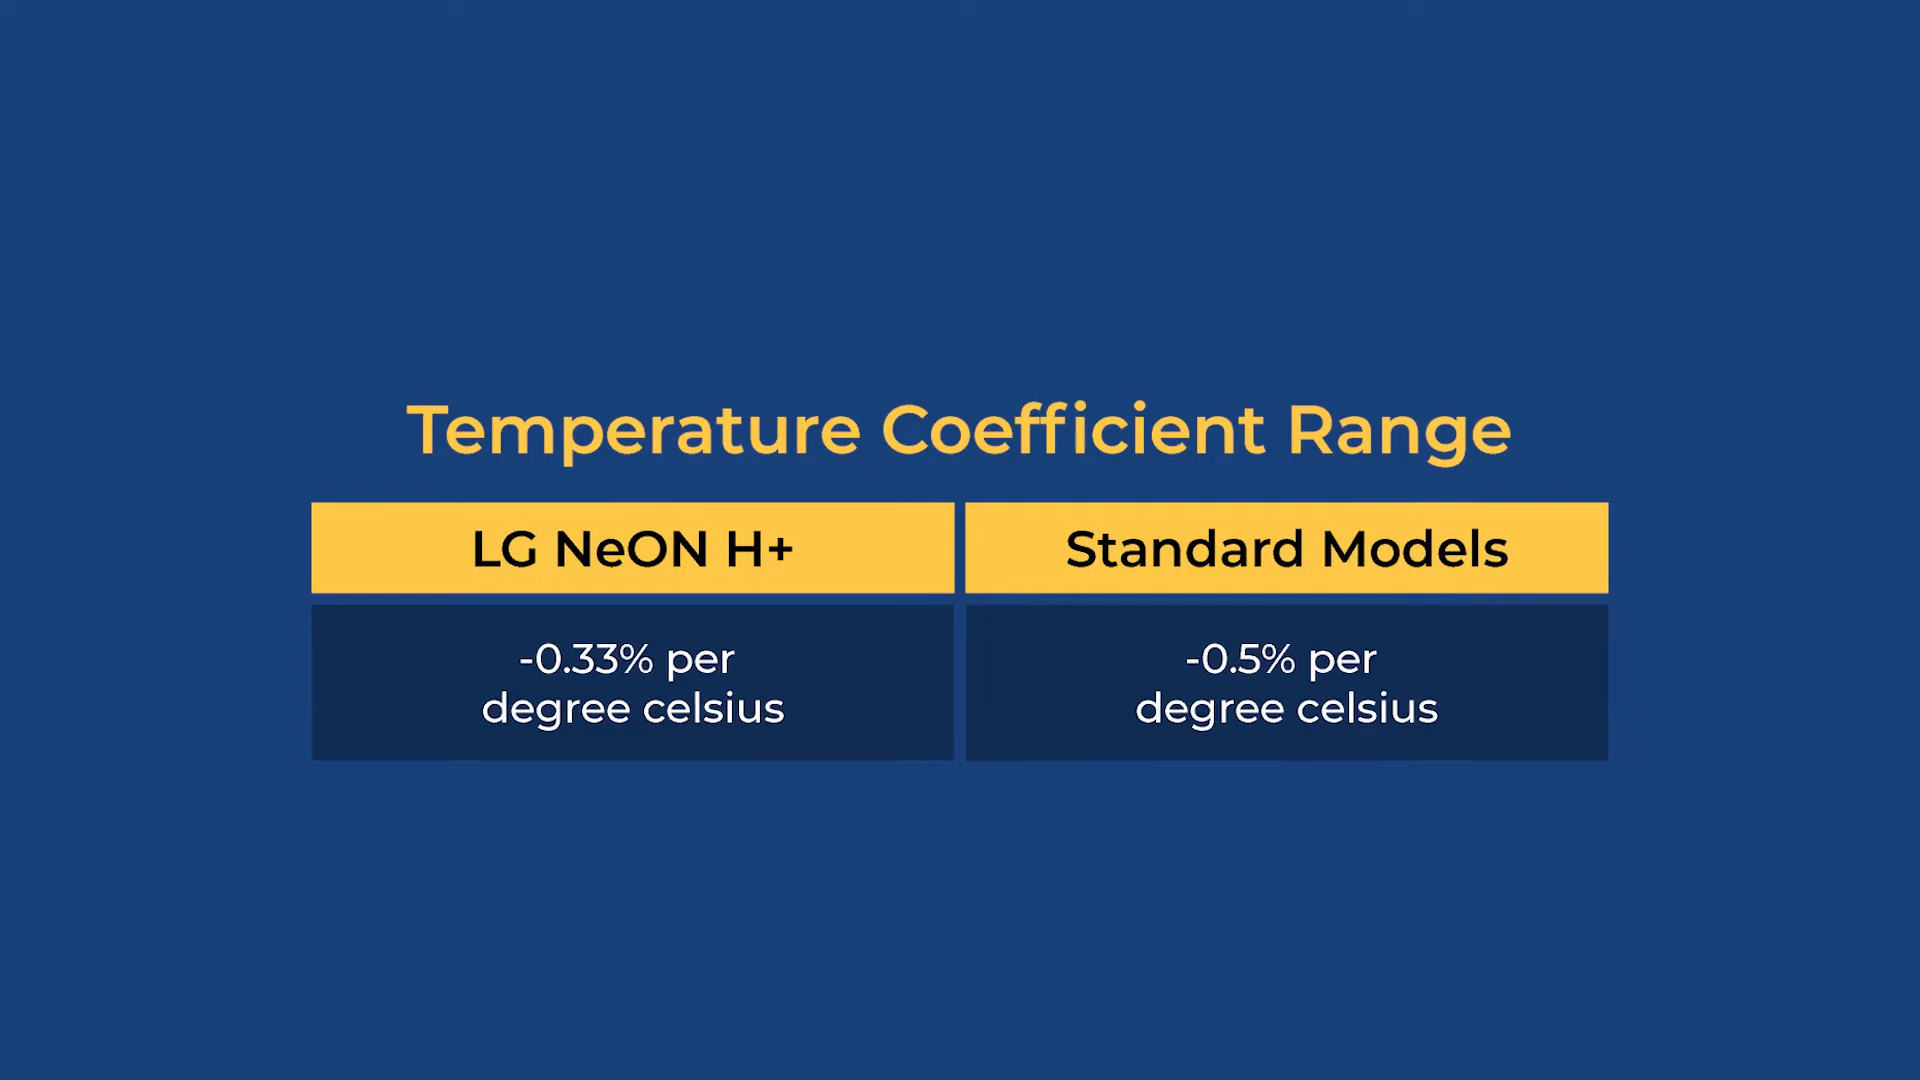 Temperature Coefficient Range
LG NeON H+
Standard Models
-0.33% per
degree celsius
-0.5% per
degree celsius